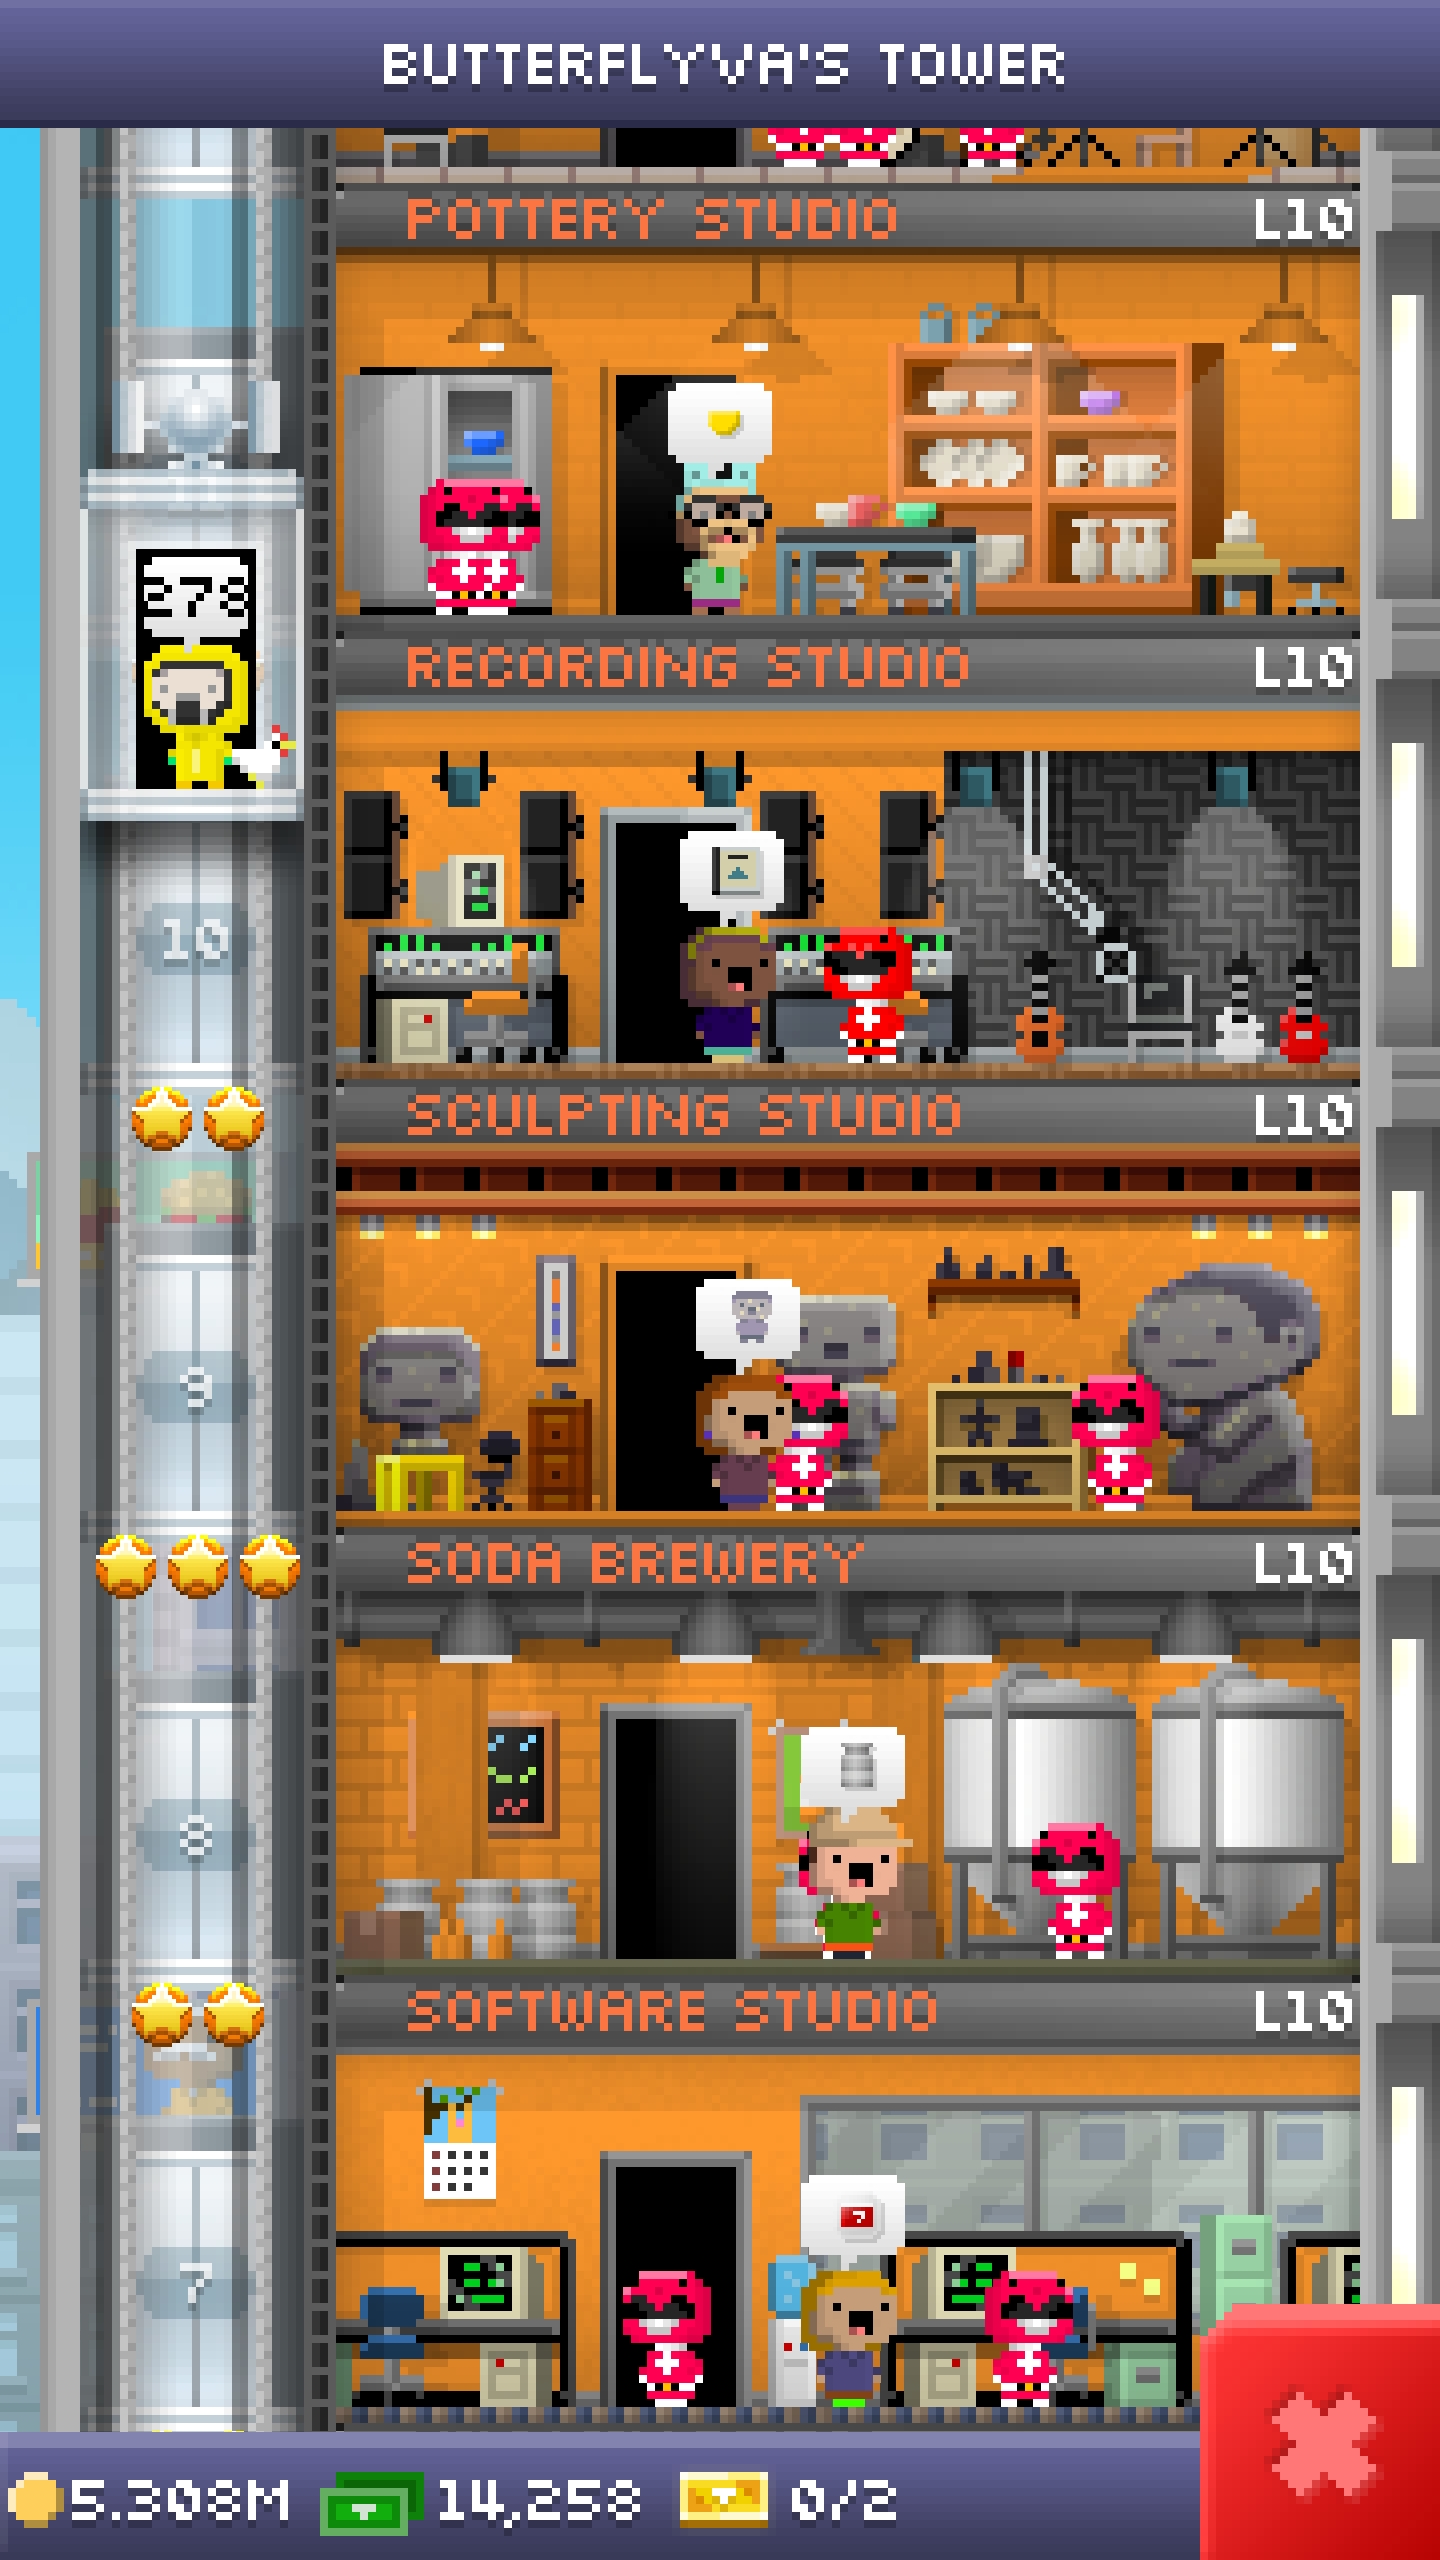 BUTTERFLYVA'S TOWER
POTTERY STUDIO L10
278
RECORDING STUDIO L10
10
SCULPTING STUDIO L10
9
SODA BREWERY L10
8
SOFTWARE STUDIO L10
?
7
5.308M 14,258 0/2